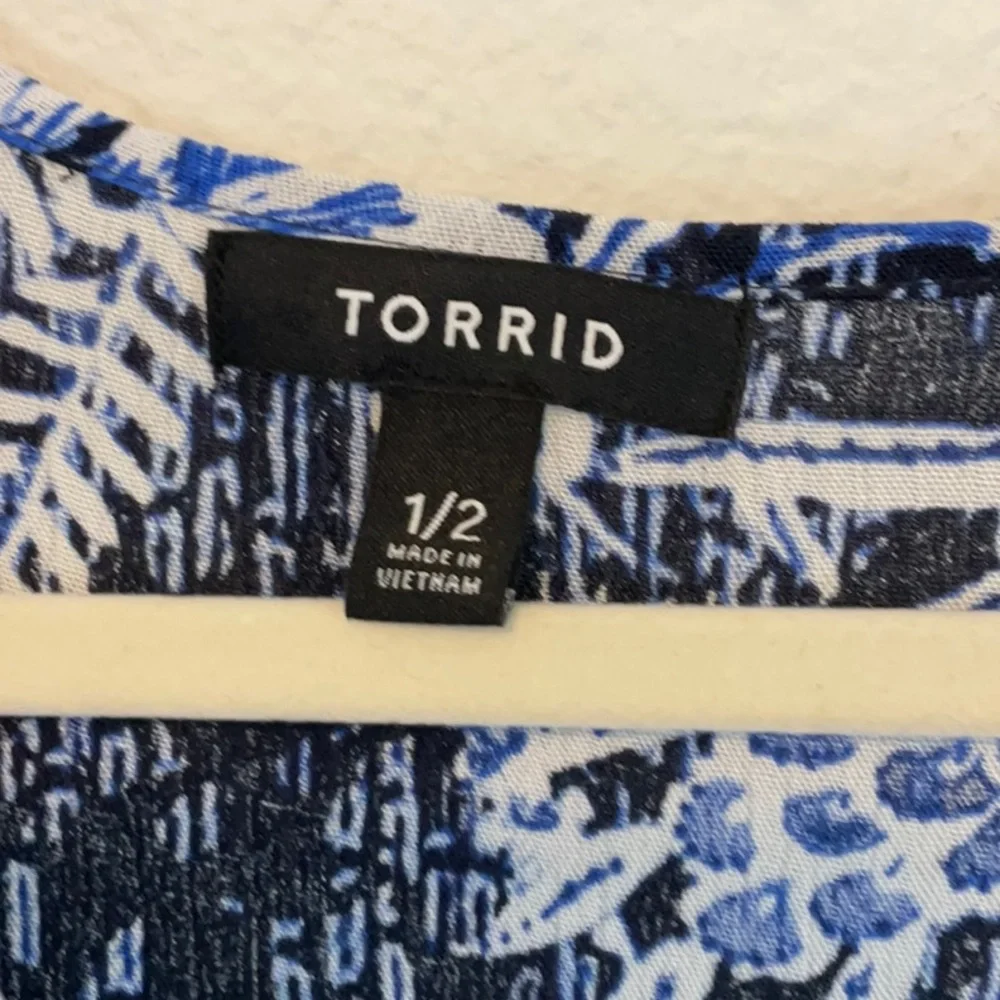 TORRID
1/2
MADE IN
VIETNAM